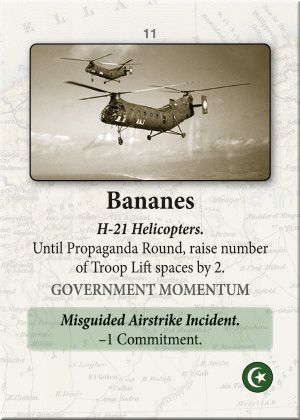 11
Bananes
H-21 Helicopters.
Until Propaganda Round, raise number
of Troop Lift spaces by 2.
GOVERNMENT MOMENTUM
Misguided Airstrike Incident.
–1 Commitment.